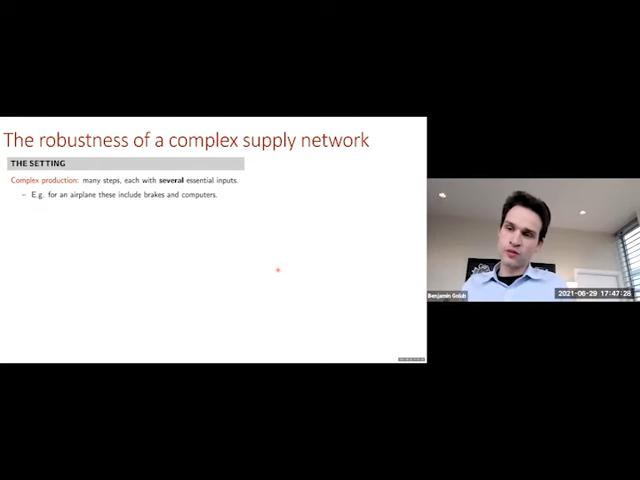 The robustness of a complex supply network
THE SETTING
Complex production: many steps, each with several essential inputs.
– E.g. for an airplane these include brakes and computers.
Benjamin Golub
2021-06-29 17:47:28